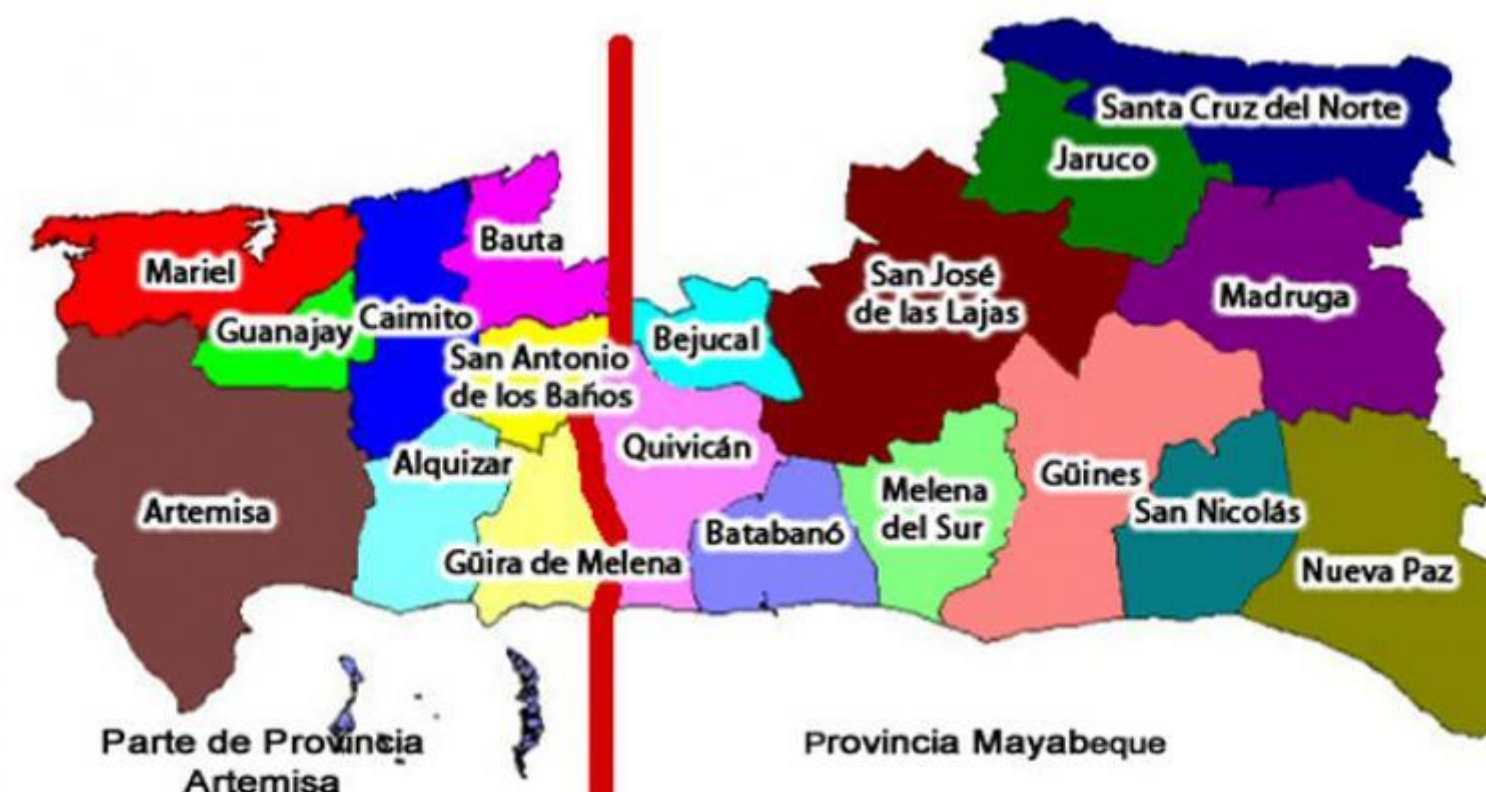 Santa Cruz del Norte
Jaruco
Bauta
Mariel
San José
de las Lajas
Madruga
Guanajay
Caimito
Bejucal
San Antonio
de los Baños
Quivicán
Alquizar
Artemisa
Melena
del Sur
Güines
San Nicolás
Batabanó
Güira de Melena
Nueva Paz
Parte de Provincia
Artemisa
Provincia Mayabeque